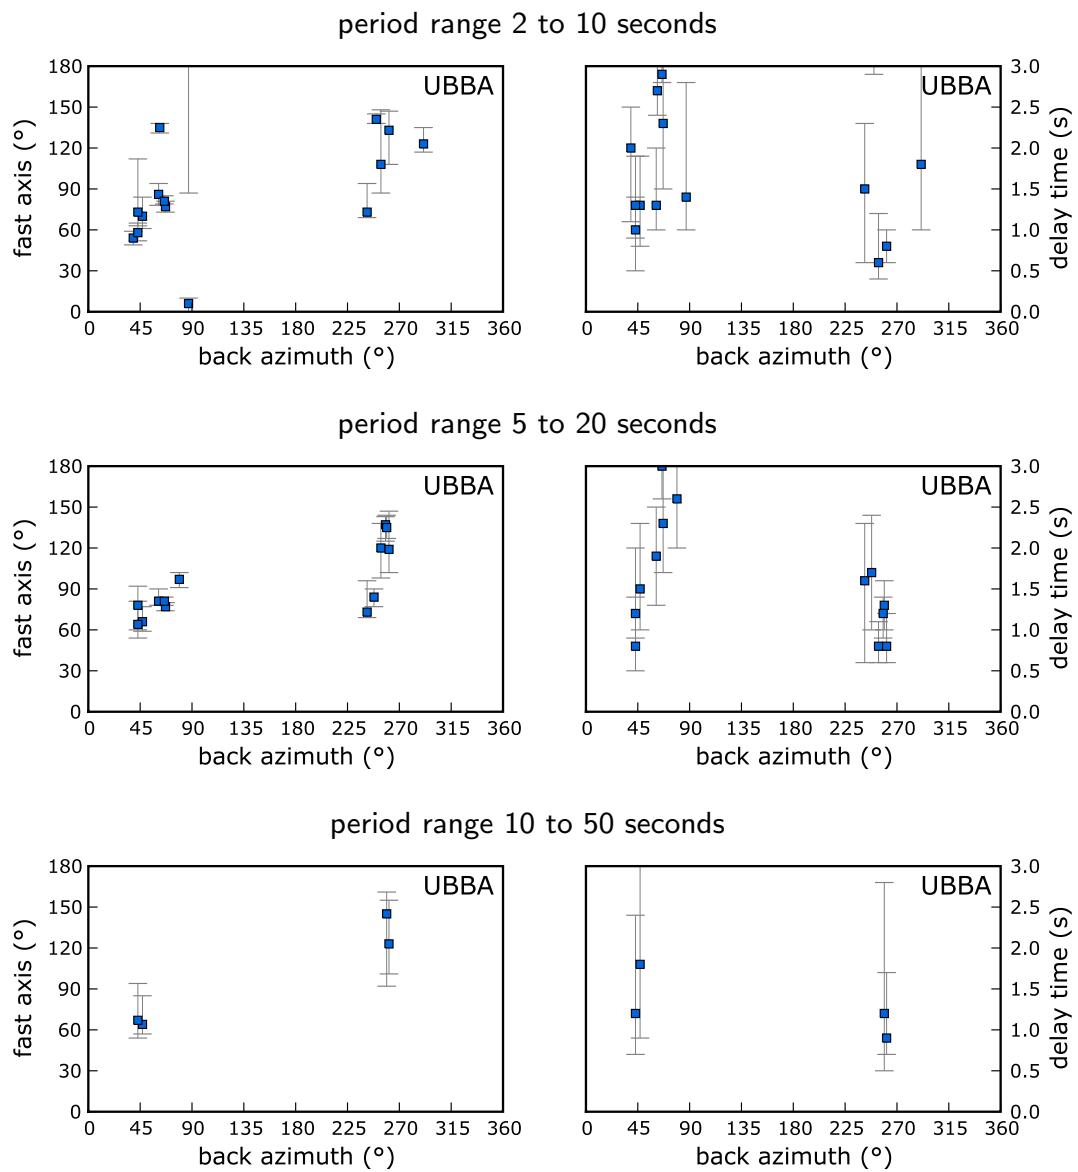 period range 2 to 10 seconds
180
150
120
90
60
30
0
fast axis (°)
UBBA
0 45 90 135 180 225 270 315 360
back azimuth (°)
UBBA
3.0
2.5
2.0
1.5
1.0
0.5
0.0
delay time (s)
0 45 90 135 180 225 270 315 360
back azimuth (°)
period range 5 to 20 seconds
180
150
120
90
60
30
0
fast axis (°)
UBBA
0 45 90 135 180 225 270 315 360
back azimuth (°)
UBBA
3.0
2.5
2.0
1.5
1.0
0.5
0.0
delay time (s)
0 45 90 135 180 225 270 315 360
back azimuth (°)
period range 10 to 50 seconds
180
150
120
90
60
30
0
fast axis (°)
UBBA
0 45 90 135 180 225 270 315 360
back azimuth (°)
UBBA
3.0
2.5
2.0
1.5
1.0
0.5
0.0
delay time (s)
0 45 90 135 180 225 270 315 360
back azimuth (°)